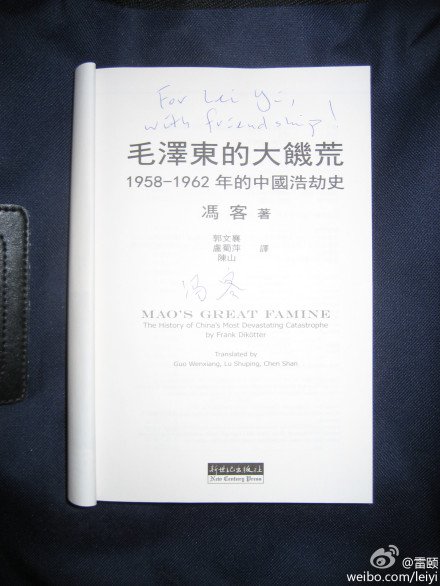 For Lei Yi,
with friendship!
毛澤東的大饑荒
1958–1962 年的中國浩劫史
馮客 著
郭文襄
盧蜀萍 譯
陳山
冯客
MAO'S GREAT FAMINE
The History of China's Most Devastating Catastrophe
by Frank Dikötter
Translated by
Guo Wenxiang, Lu Shuping, Chen Shan
新世紀出版社
New Century Press
@雷颐
weibo.com/leiyi